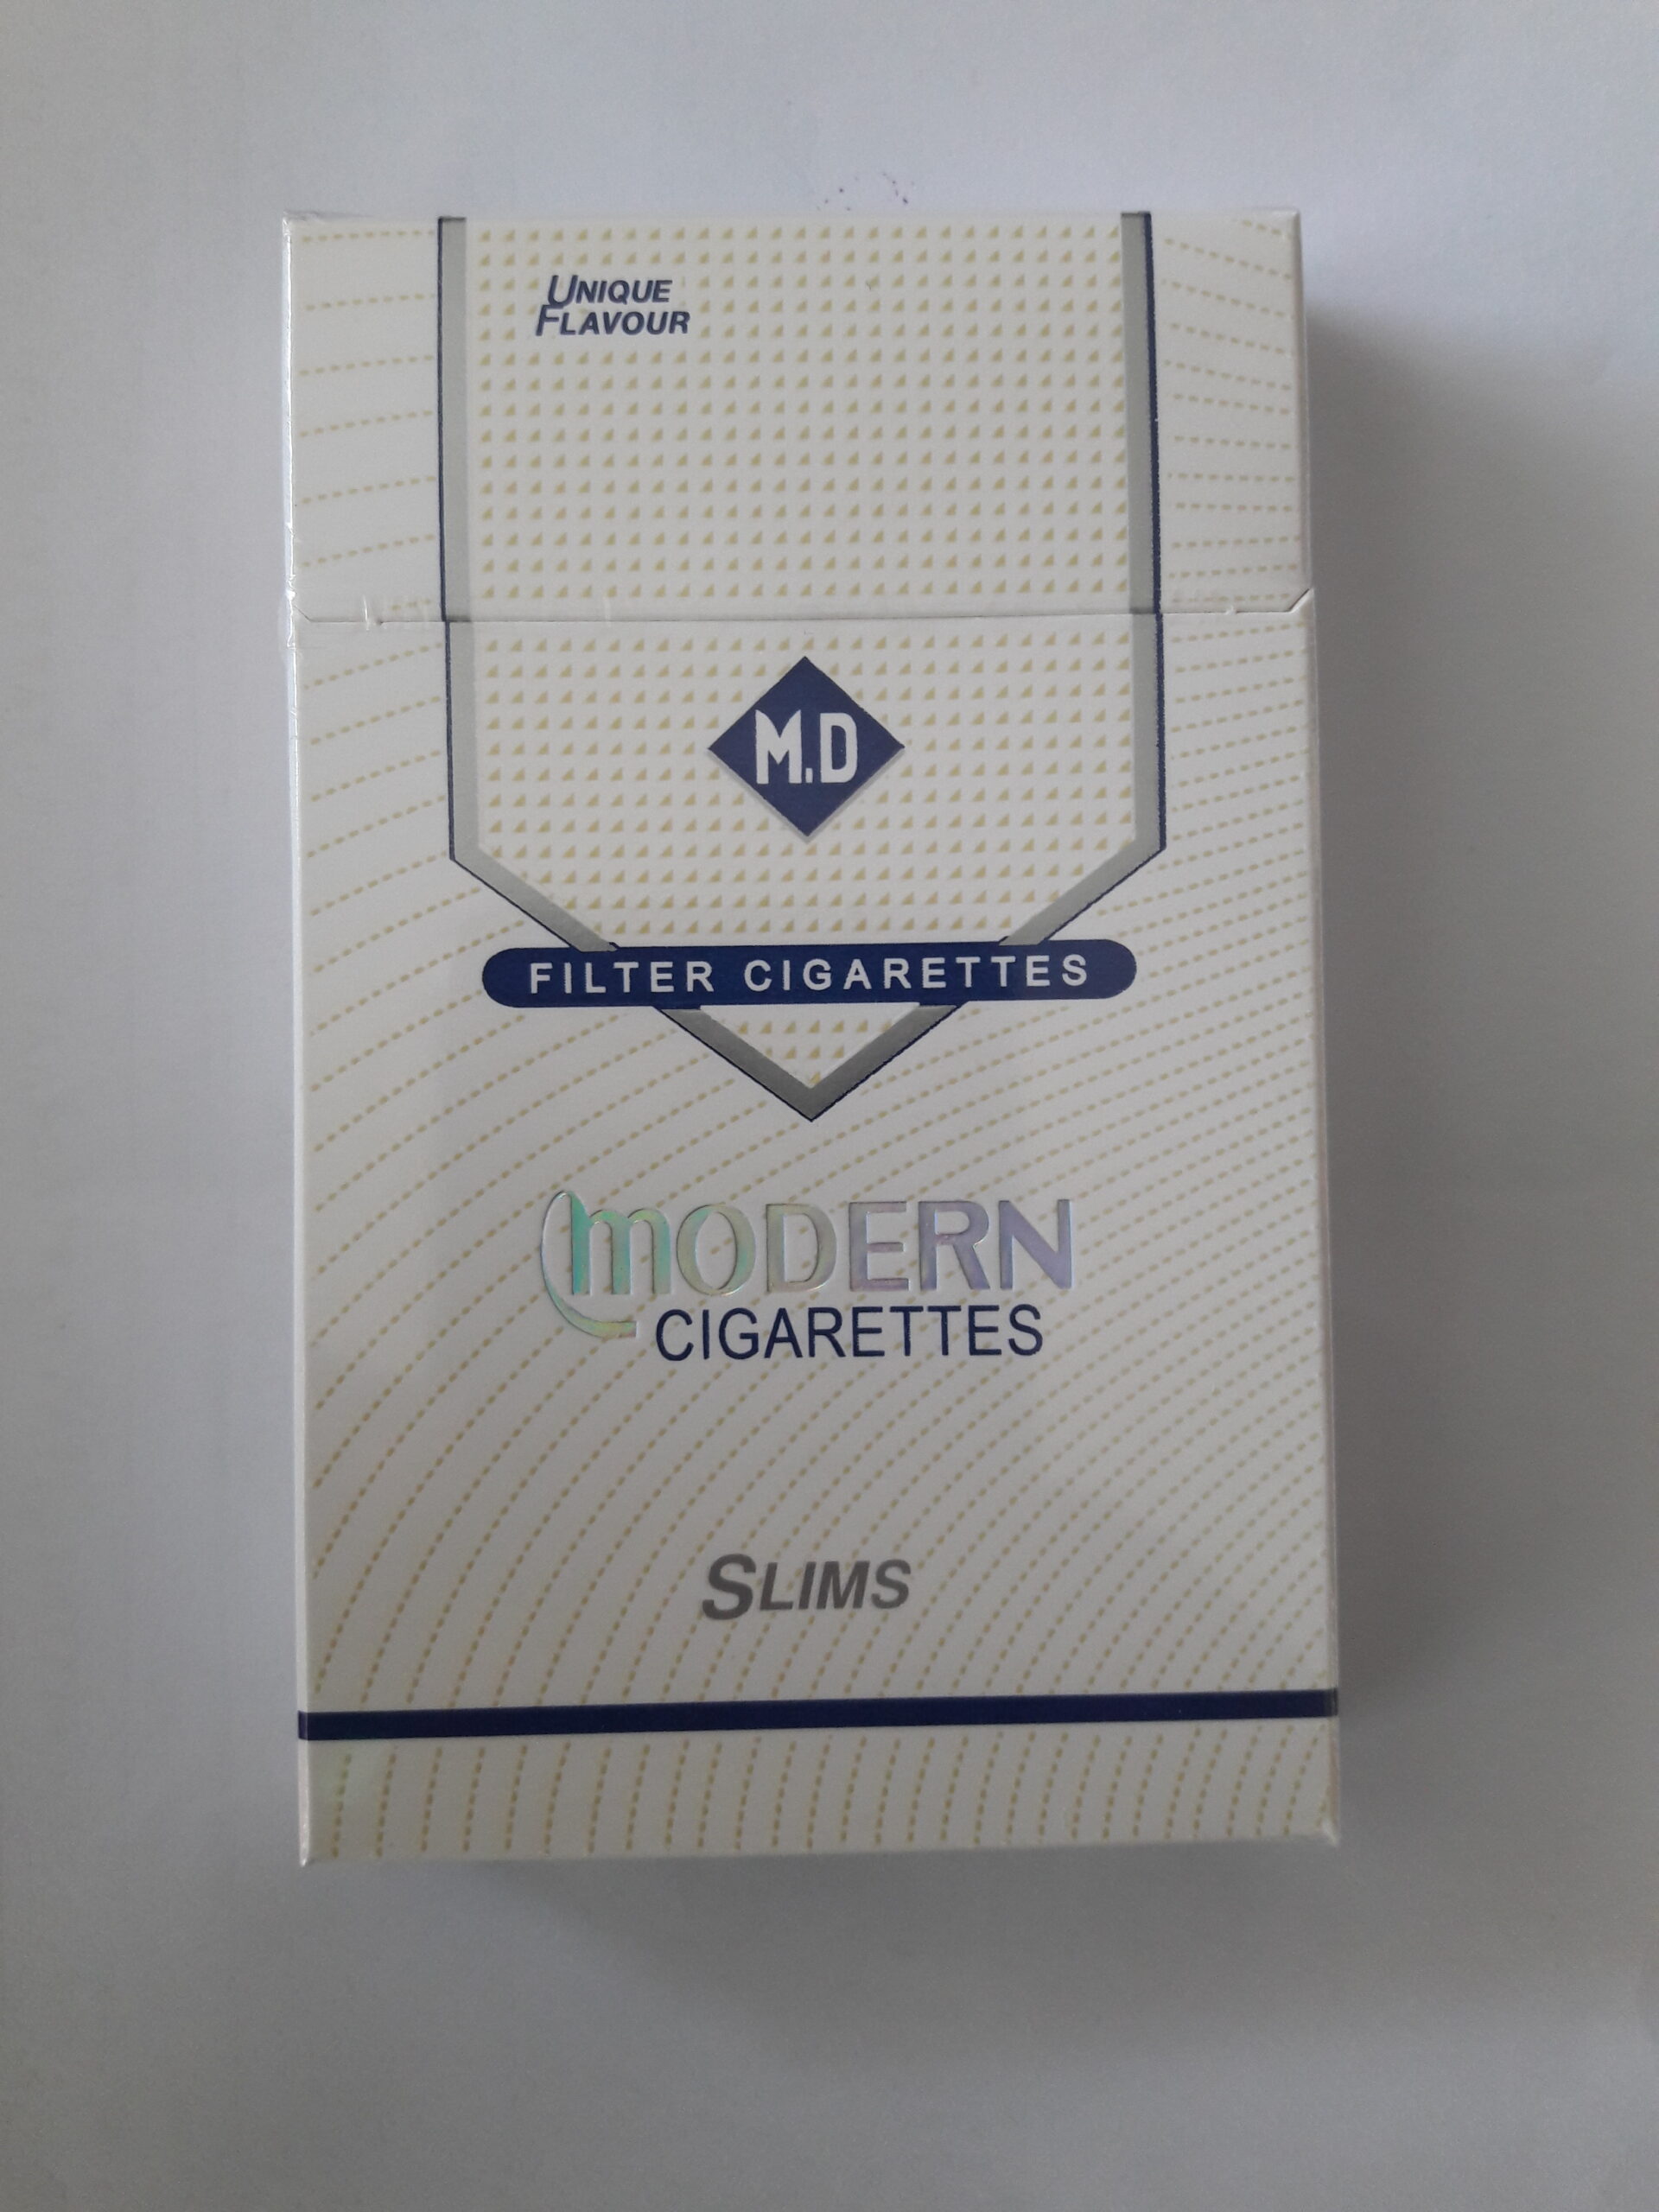 UNIQUE
FLAVOUR
M.D
FILTER CIGARETTES
MODERN
CIGARETTES
SLIMS